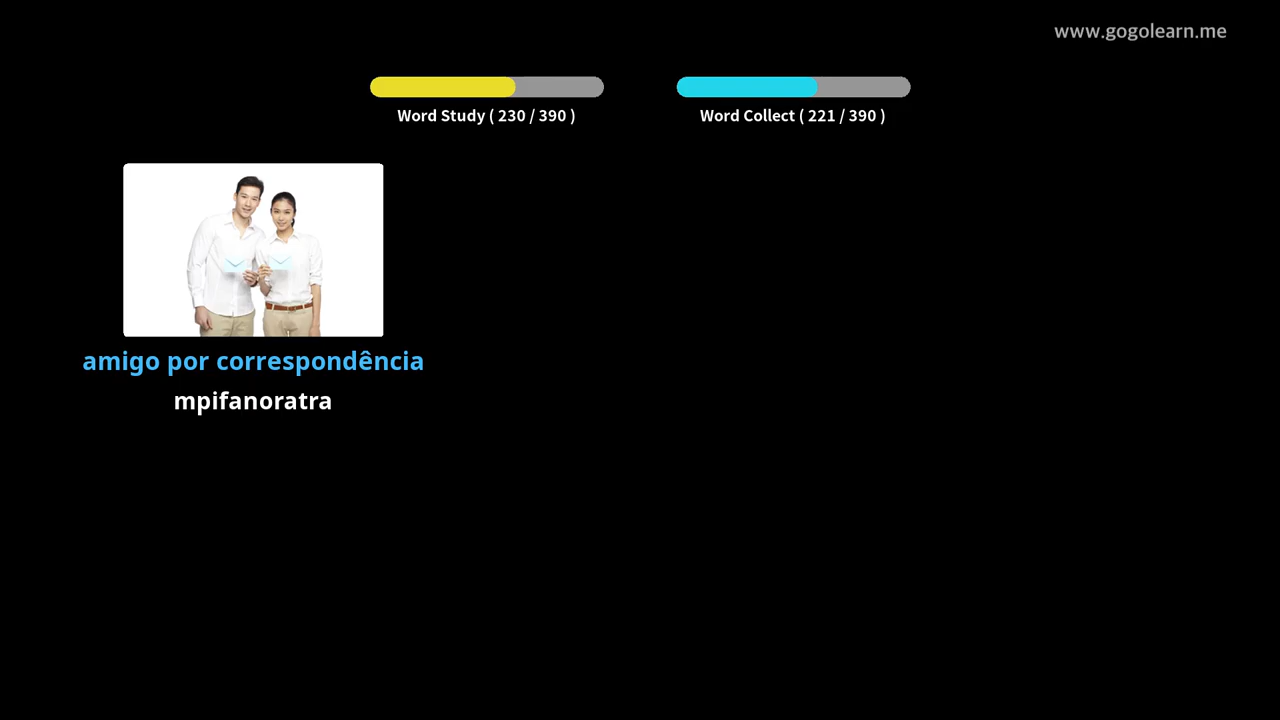 www.gogolearn.me
Word Study ( 230 / 390 )
Word Collect ( 221 / 390 )
amigo por correspondência
mpifanoratra